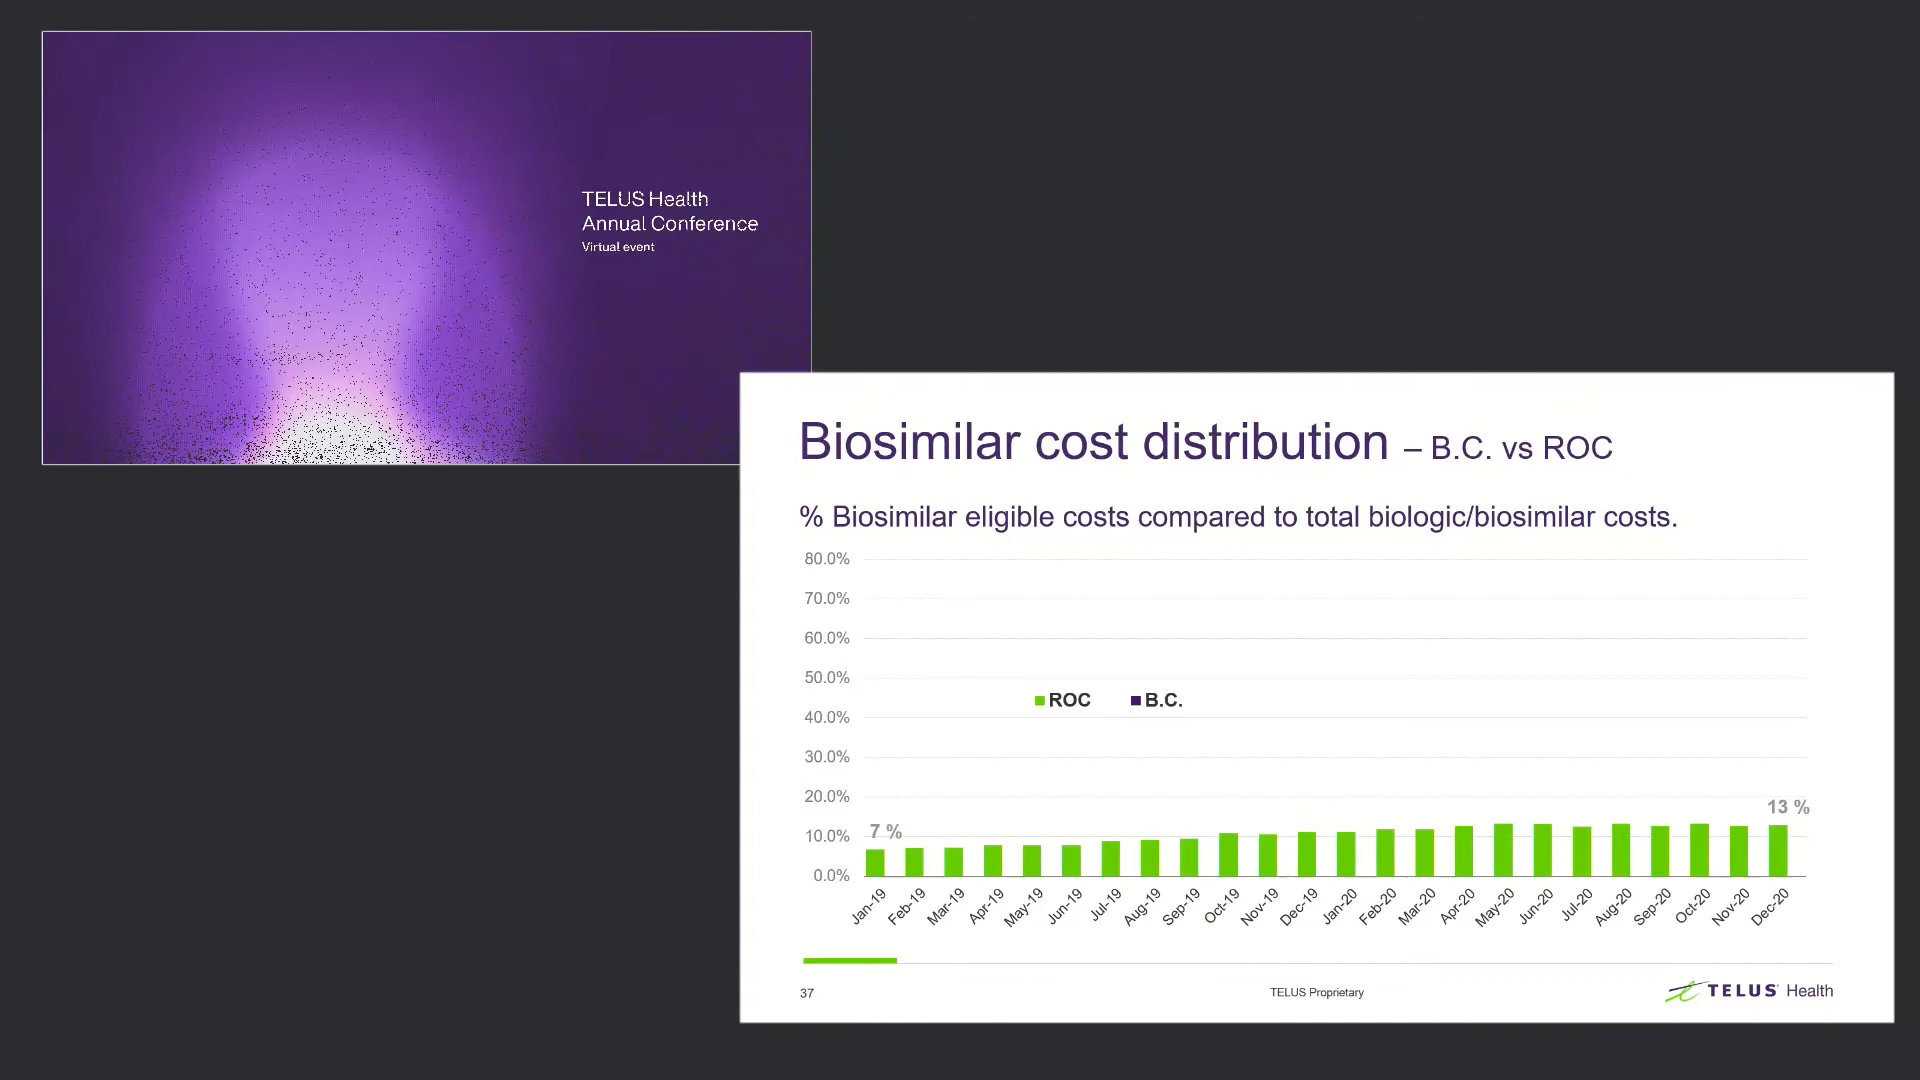 TELUS Health
Annual Conference
Virtual event
Biosimilar cost distribution – B.C. vs ROC
% Biosimilar eligible costs compared to total biologic/biosimilar costs.
80.0%
70.0%
60.0%
50.0%
ROC B.C.
40.0%
30.0%
20.0%
13 %
7 %
10.0%
0.0%
Jan-19 Feb-19 Mar-19 Apr-19 May-19 Jun-19 Jul-19 Aug-19 Sep-19 Oct-19 Nov-19 Dec-19 Jan-20 Feb-20 Mar-20 Apr-20 May-20 Jun-20 Jul-20 Aug-20 Sep-20 Oct-20 Nov-20 Dec-20
37 TELUS Proprietary TELUS Health